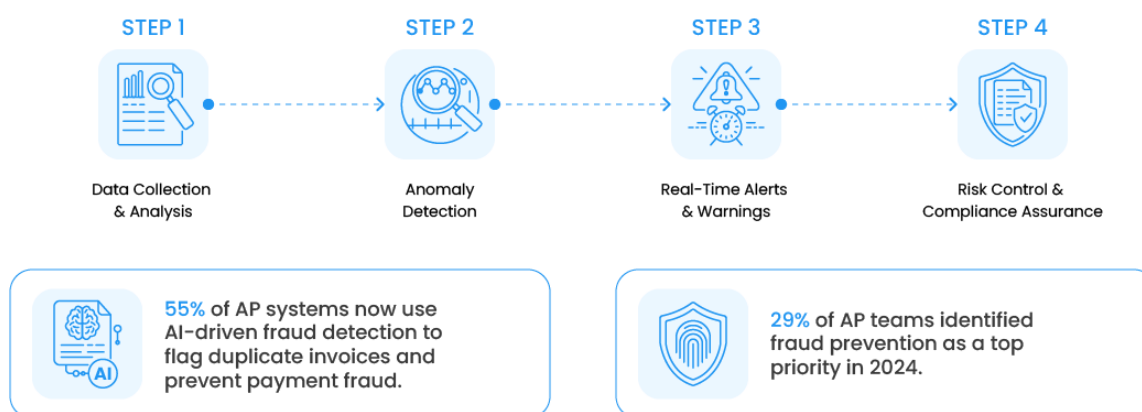 STEP 1
STEP 2
STEP 3
STEP 4
Data Collection
& Analysis
Anomaly
Detection
Real-Time Alerts
& Warnings
Risk Control &
Compliance Assurance
55% of AP systems now use
AI-driven fraud detection to
flag duplicate invoices and
prevent payment fraud.
AI
29% of AP teams identified
fraud prevention as a top
priority in 2024.